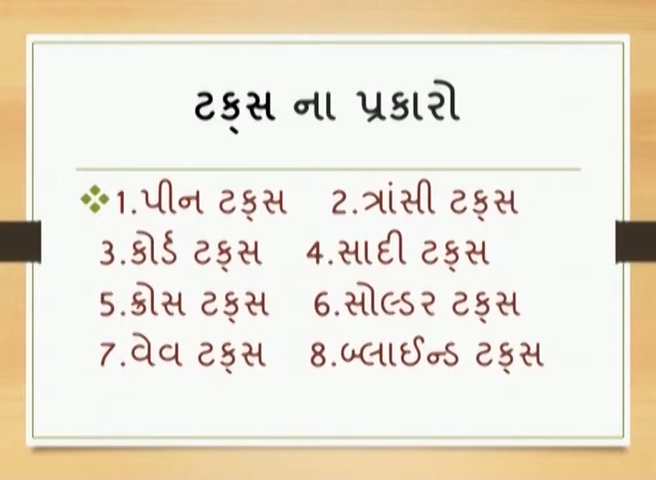 ટક્સ ના પ્રકારો
❖1.પીન ટક્સ 2.ત્રાંસી ટક્સ
3.કોર્ડ ટક્સ 4.સાદી ટક્સ
5.ક્રોસ ટક્સ 6.સોલ્ડર ટક્સ
7.વેવ ટક્સ 8.બ્લાઈન્ડ ટક્સ